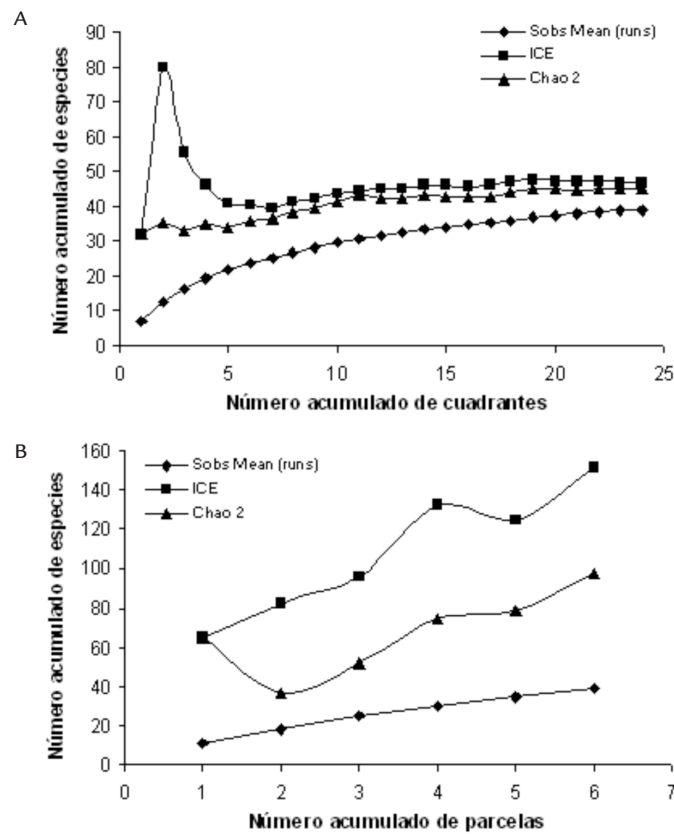 A
Número acumulado de especies
90
80
70
60
50
40
30
20
10
0
Sobs Mean (runs)
ICE
Chao 2
0 5 10 15 20 25
Número acumulado de cuadrantes
B
Número acumulado de especies
160
140
120
100
80
60
40
20
0
Sobs Mean (runs)
ICE
Chao 2
0 1 2 3 4 5 6 7
Número acumulado de parcelas